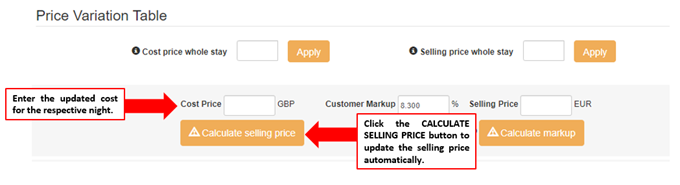 Price Variation Table
Cost price whole stay Apply Selling price whole stay Apply
Enter the updated cost
for the respective night.
Cost Price GBP Customer Markup 8.300 % Selling Price EUR
Calculate selling price Calculate markup
Click the CALCULATE
SELLING PRICE button to
update the selling price
automatically.